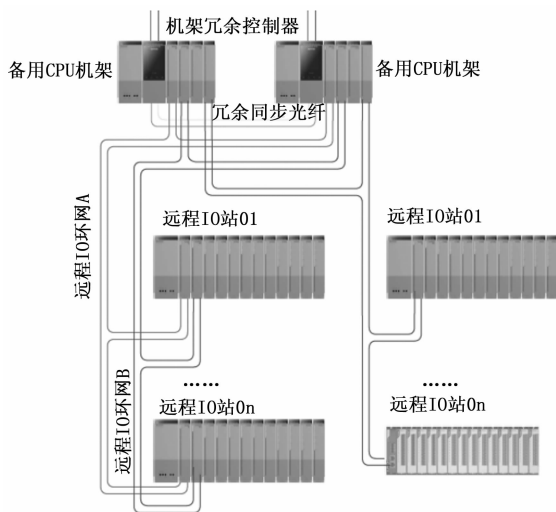 机架冗余控制器
备用CPU机架
备用CPU机架
冗余同步光纤
远程IO环网A
远程IO站01
远程IO站01
远程IO环网B
……
……
远程IO站0n
远程IO站0n